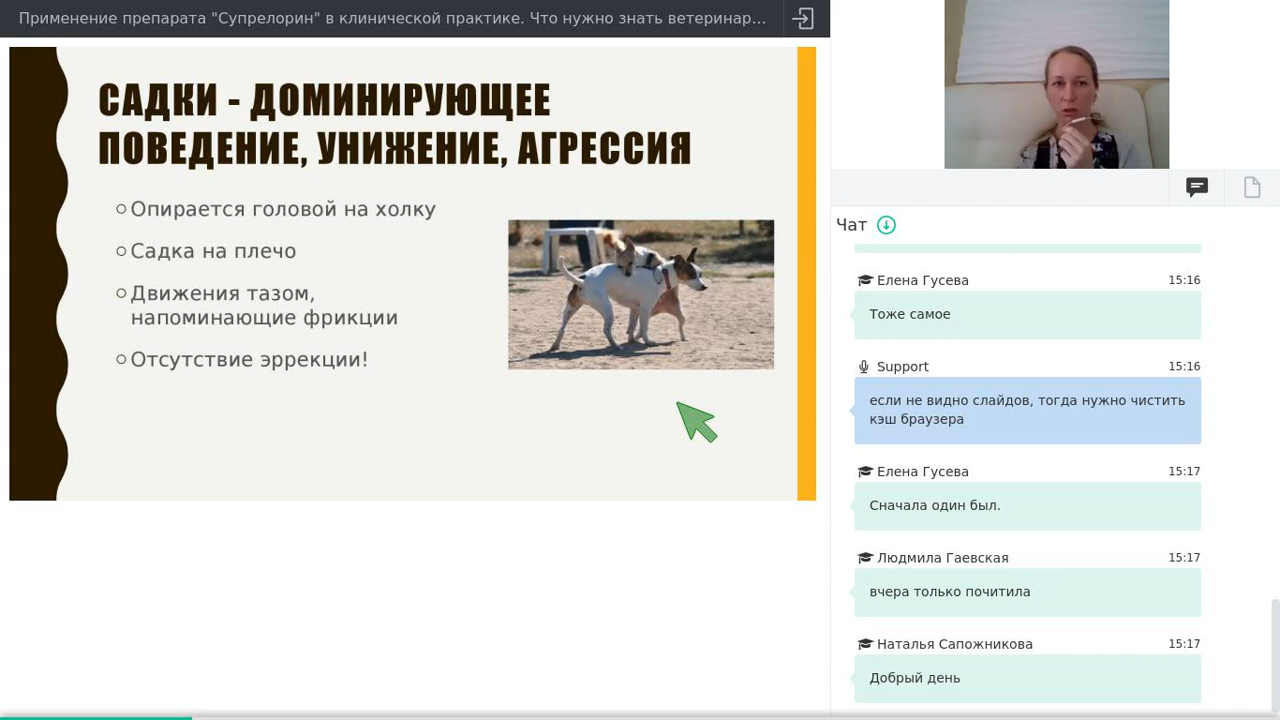 Применение препарата "Супрелорин" в клинической практике. Что нужно знать ветеринар...
САДКИ - ДОМИНИРУЮЩЕЕ
ПОВЕДЕНИЕ, УНИЖЕНИЕ, АГРЕССИЯ
Опирается головой на холку
Садка на плечо
Движения тазом,
напоминающие фрикции
Отсутствие эррекции!
Чат
Елена Гусева 15:16
Тоже самое
Support 15:16
если не видно слайдов, тогда нужно чистить
кэш браузера
Елена Гусева 15:17
Сначала один был.
Людмила Гаевская 15:17
вчера только почитила
Наталья Сапожникова 15:17
Добрый день